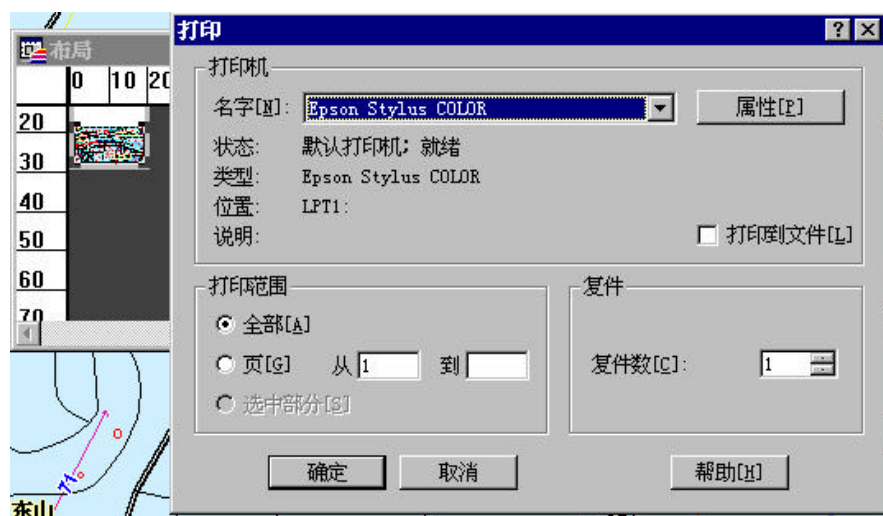 打印
布局
0 10 20
20
30
40
50
60
70
打印机
名字[N]: Epson Stylus COLOR 属性[P]
状态: 默认打印机; 就绪
类型: Epson Stylus COLOR
位置: LPT1:
说明: 打印到文件[L]
打印范围
全部[A]
页[G] 从 1 到
选中部分[S]
复件
复件数[C]: 1
确定 取消 帮助[H]
71
东山